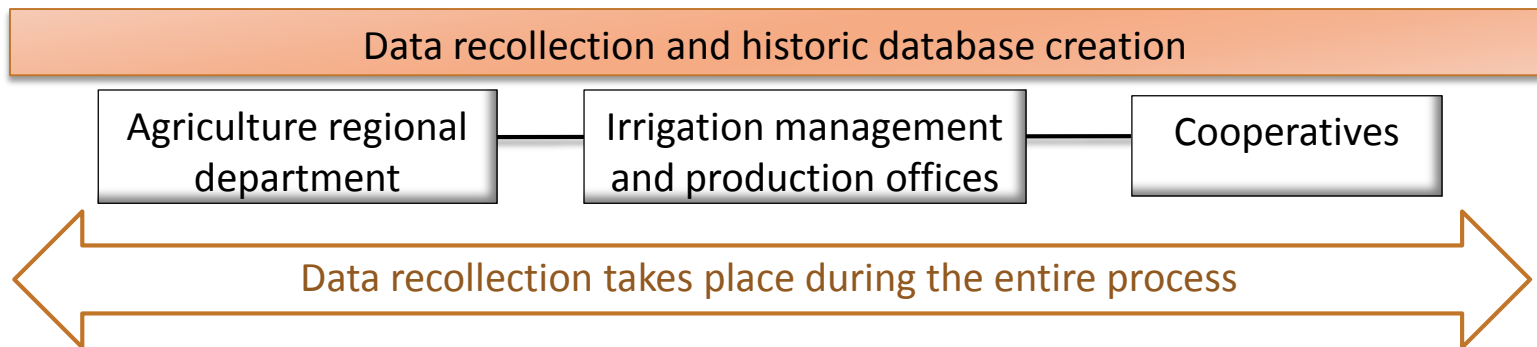 Data recollection and historic database creation
Agriculture regional
department
Irrigation management
and production offices
Cooperatives
Data recollection takes place during the entire process